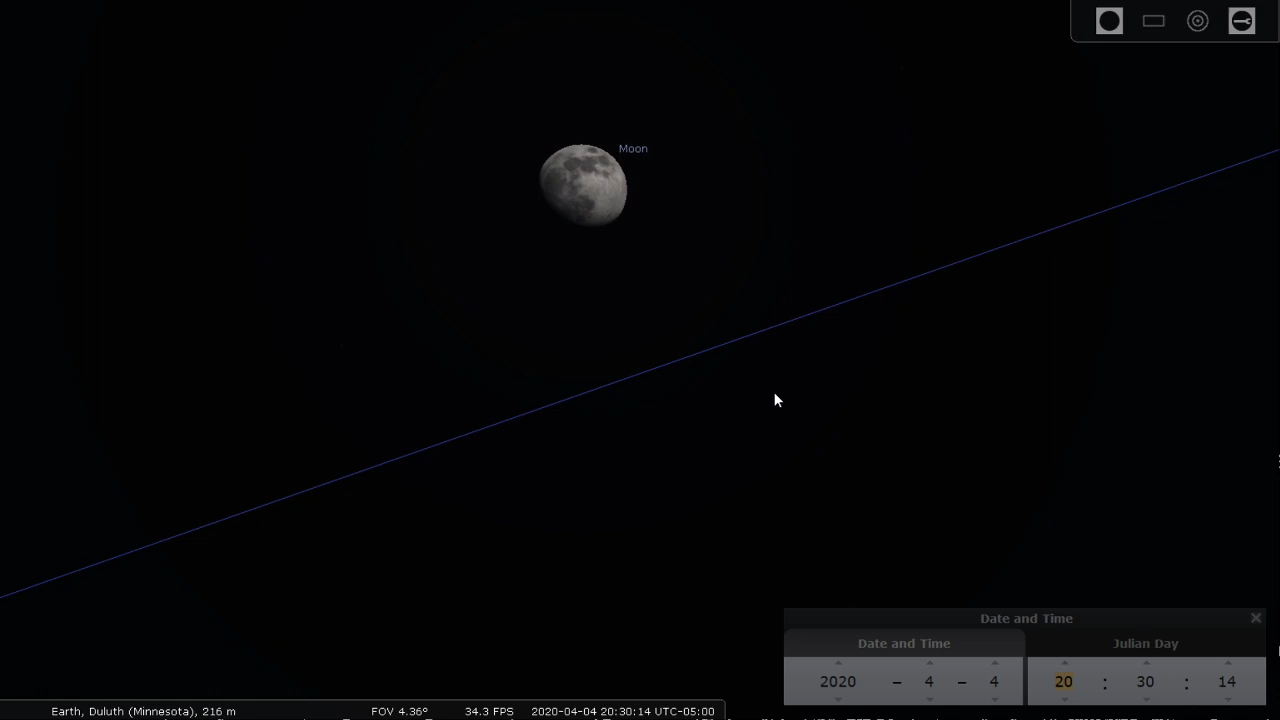 Moon
Date and Time
Date and Time Julian Day
2020 – 4 – 4 20 : 30 : 14
Earth, Duluth (Minnesota), 216 m FOV 4.36° 34.3 FPS 2020-04-04 20:30:14 UTC-05:00